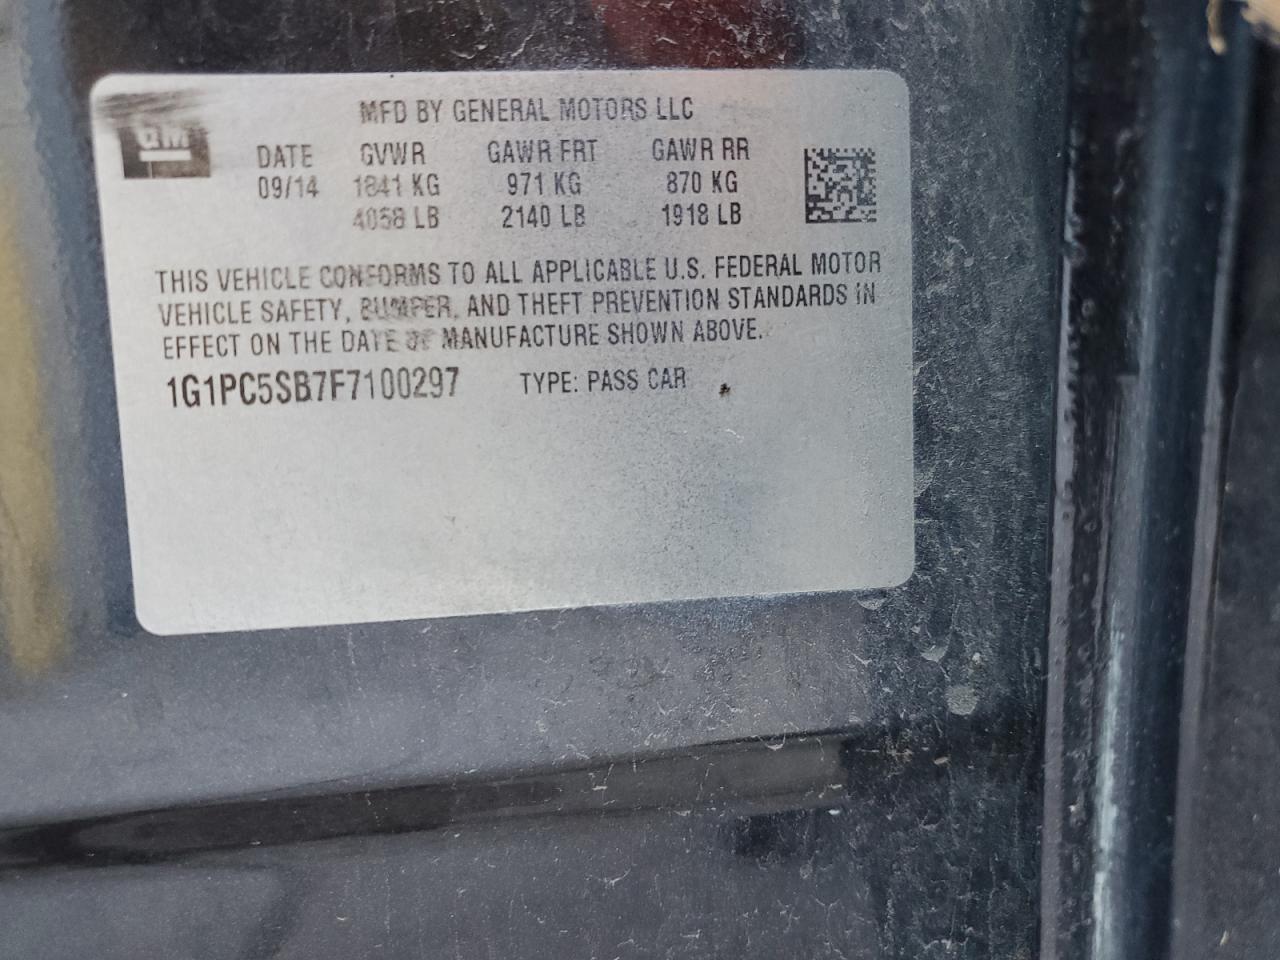 GM
MFD BY GENERAL MOTORS LLC
DATE GVWR GAWR FRT GAWR RR
09/14 1841 KG 971 KG 870 KG
4058 LB 2140 LB 1918 LB
THIS VEHICLE CONFORMS TO ALL APPLICABLE U.S. FEDERAL MOTOR
VEHICLE SAFETY, BUMPER, AND THEFT PREVENTION STANDARDS IN
EFFECT ON THE DATE OF MANUFACTURE SHOWN ABOVE.
1G1PC5SB7F7100297 TYPE: PASS CAR